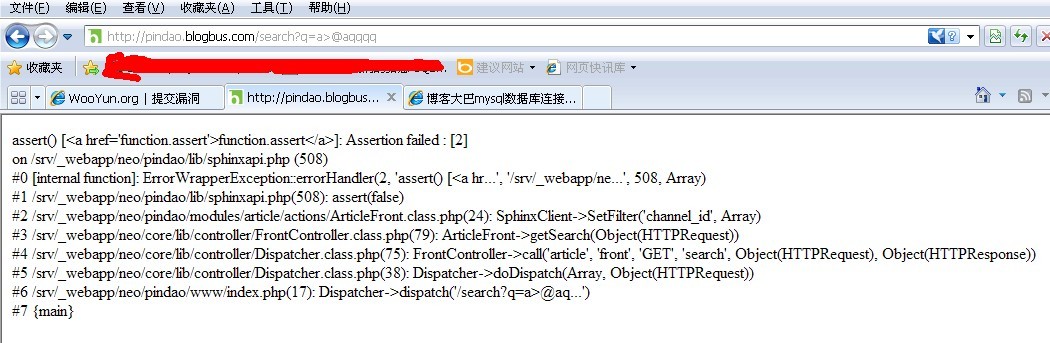 文件(F) 编辑(E) 查看(V) 收藏夹(A) 工具(T) 帮助(H)
http://pindao.blogbus.com/search?q=a>@aqqqq
收藏夹 建议网站 网页快讯库
WooYun.org | 提交漏洞 http://pindao.blogbus... 博客大巴mysql数据库连接...
assert() [<a href='function.assert'>function.assert</a>]: Assertion failed : [2]
on /srv/_webapp/neo/pindao/lib/sphinxapi.php (508)
#0 [internal function]: ErrorWrapperException::errorHandler(2, 'assert() [<a hr...', '/srv/_webapp/ne...', 508, Array)
#1 /srv/_webapp/neo/pindao/lib/sphinxapi.php(508): assert(false)
#2 /srv/_webapp/neo/pindao/modules/article/actions/ArticleFront.class.php(24): SphinxClient->SetFilter('channel_id', Array)
#3 /srv/_webapp/neo/core/lib/controller/FrontController.class.php(79): ArticleFront->getSearch(Object(HTTPRequest))
#4 /srv/_webapp/neo/core/lib/controller/Dispatcher.class.php(75): FrontController->call('article', 'front', 'GET', 'search', Object(HTTPRequest), Object(HTTPResponse))
#5 /srv/_webapp/neo/core/lib/controller/Dispatcher.class.php(38): Dispatcher->doDispatch(Array, Object(HTTPRequest))
#6 /srv/_webapp/neo/pindao/www/index.php(17): Dispatcher->dispatch('/search?q=a>@aq...')
#7 {main}